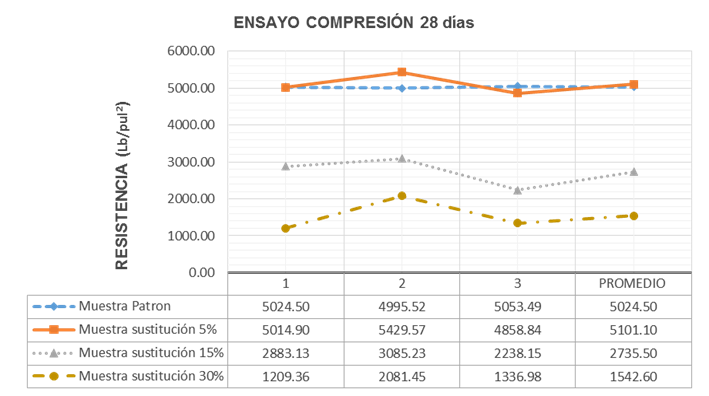 ENSAYO COMPRESIÓN 28 días
RESISTENCIA (Lb/pul²)
6000.00
5000.00
4000.00
3000.00
2000.00
1000.00
0.00
1 2 3 PROMEDIO
Muestra Patron 5024.50 4995.52 5053.49 5024.50
Muestra sustitución 5% 5014.90 5429.57 4858.84 5101.10
Muestra sustitución 15% 2883.13 3085.23 2238.15 2735.50
Muestra sustitución 30% 1209.36 2081.45 1336.98 1542.60